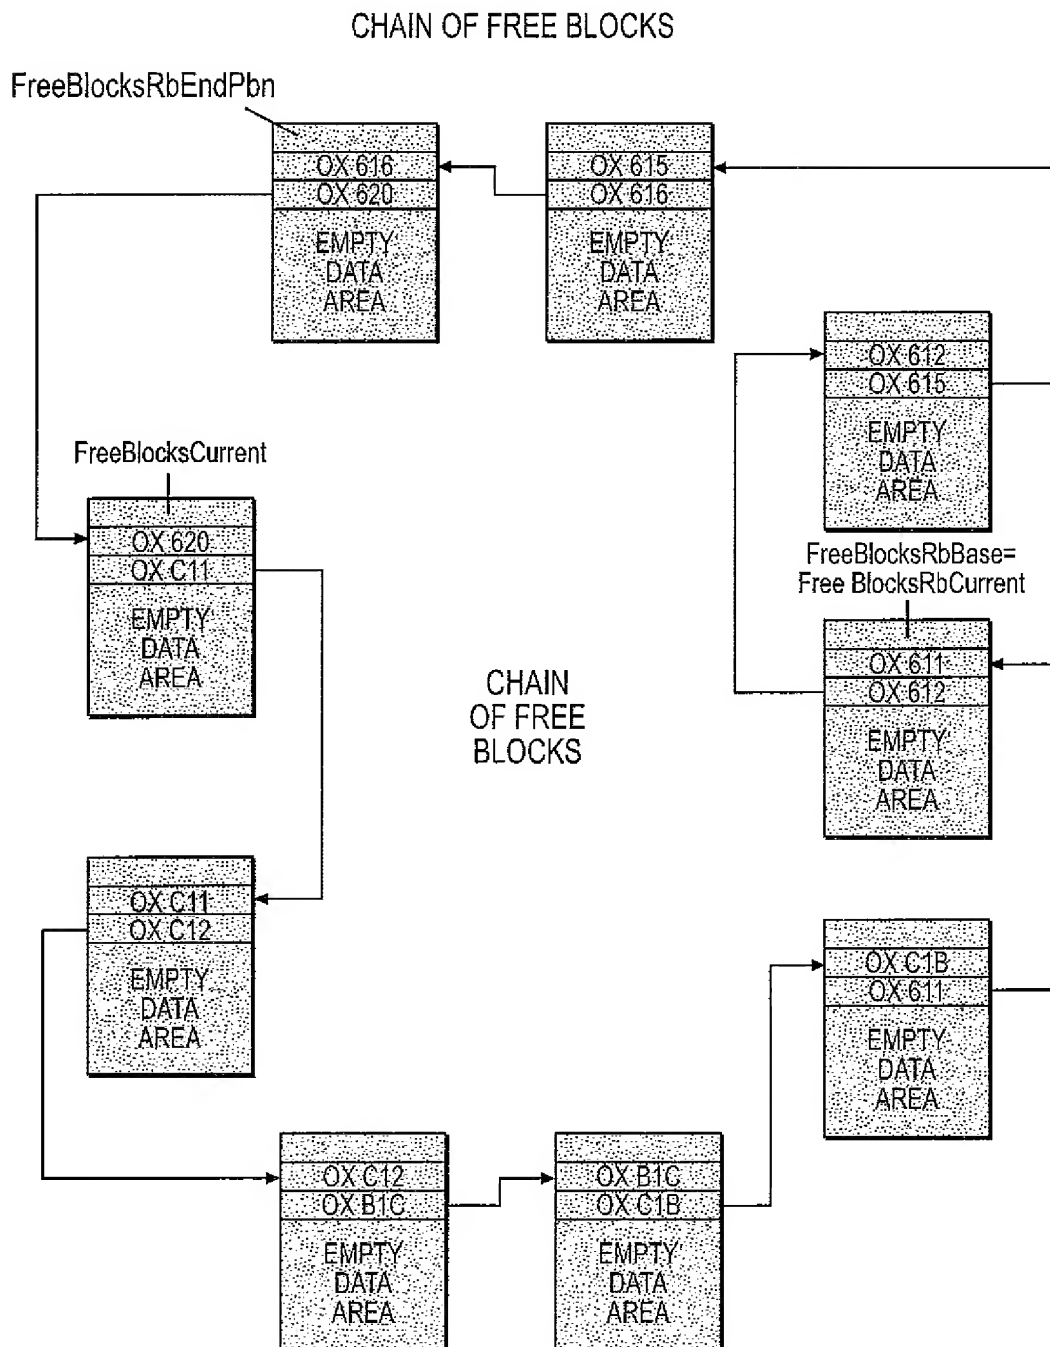 CHAIN OF FREE BLOCKS
FreeBlocksRbEndPbn
OX 616
OX 620
EMPTY
DATA
AREA
OX 615
OX 616
EMPTY
DATA
AREA
OX 612
OX 615
EMPTY
DATA
AREA
FreeBlocksCurrent
OX 620
OX C11
EMPTY
DATA
AREA
FreeBlocksRbBase=
Free BlocksRbCurrent
OX 611
OX 612
EMPTY
DATA
AREA
CHAIN
OF FREE
BLOCKS
OX C11
OX C12
EMPTY
DATA
AREA
OX C1B
OX 611
EMPTY
DATA
AREA
OX C12
OX B1C
EMPTY
DATA
AREA
OX B1C
OX C1B
EMPTY
DATA
AREA